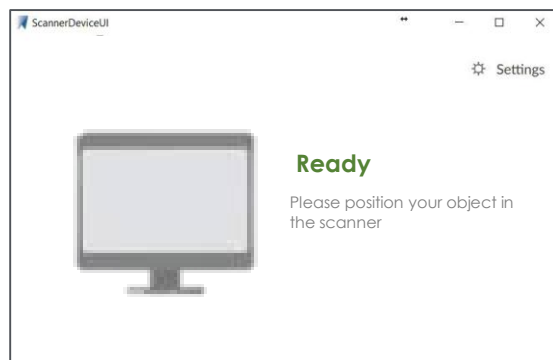 ScannerDeviceUI
Settings
Ready
Please position your object in
the scanner